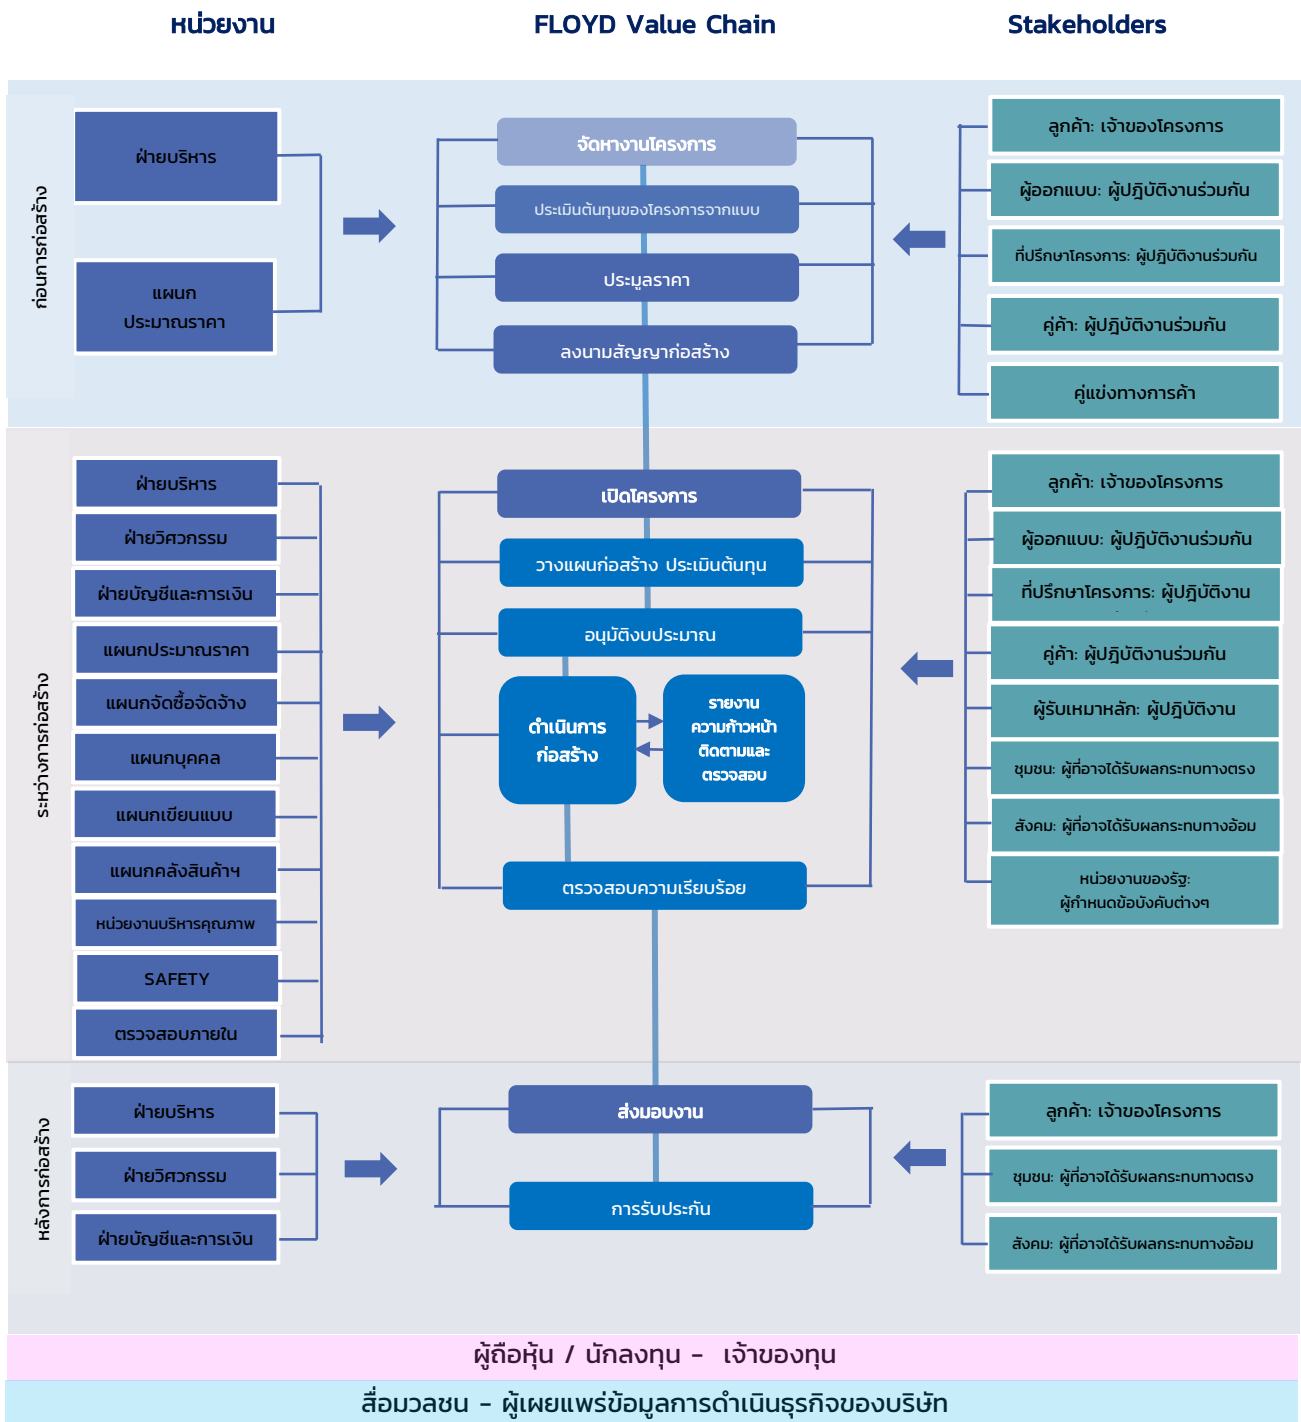 หน่วยงาน
FLOYD Value Chain
Stakeholders
ก่อนการก่อสร้าง
ฝ่ายบริหาร
แผนก
ประมาณราคา
จัดหางานโครงการ
ประเมินต้นทุนของโครงการจากแบบ
ประมูลราคา
ลงนามสัญญาก่อสร้าง
ลูกค้า: เจ้าของโครงการ
ผู้ออกแบบ: ผู้ปฎิบัติงานร่วมกัน
ที่ปรึกษาโครงการ: ผู้ปฎิบัติงานร่วมกัน
คู่ค้า: ผู้ปฎิบัติงานร่วมกัน
คู่แข่งทางการค้า
ระหว่างการก่อสร้าง
ฝ่ายบริหาร
ฝ่ายวิศวกรรม
ฝ่ายบัญชีและการเงิน
แผนกประมาณราคา
แผนกจัดซื้อจัดจ้าง
แผนกบุคคล
แผนกเขียนแบบ
แผนกคลังสินค้าฯ
หน่วยงานบริหารคุณภาพ
SAFETY
ตรวจสอบภายใน
เปิดโครงการ
วางแผนก่อสร้าง ประเมินต้นทุน
อนุมัติงบประมาณ
ดำเนินการ
ก่อสร้าง
รายงาน
ความก้าวหน้า
ติดตามและ
ตรวจสอบ
ตรวจสอบความเรียบร้อย
ลูกค้า: เจ้าของโครงการ
ผู้ออกแบบ: ผู้ปฎิบัติงานร่วมกัน
ที่ปรึกษาโครงการ: ผู้ปฎิบัติงาน
คู่ค้า: ผู้ปฎิบัติงานร่วมกัน
ผู้รับเหมาหลัก: ผู้ปฎิบัติงาน
ชุมชน: ผู้ที่อาจได้รับผลกระทบทางตรง
สังคม: ผู้ที่อาจได้รับผลกระทบทางอ้อม
หน่วยงานของรัฐ:
ผู้กำหนดข้อบังคับต่างๆ
หลังการก่อสร้าง
ฝ่ายบริหาร
ฝ่ายวิศวกรรม
ฝ่ายบัญชีและการเงิน
ส่งมอบงาน
การรับประกัน
ลูกค้า: เจ้าของโครงการ
ชุมชน: ผู้ที่อาจได้รับผลกระทบทางตรง
สังคม: ผู้ที่อาจได้รับผลกระทบทางอ้อม
ผู้ถือหุ้น / นักลงทุน - เจ้าของทุน
สื่อมวลชน - ผู้เผยแพร่ข้อมูลการดำเนินธุรกิจของบริษัท